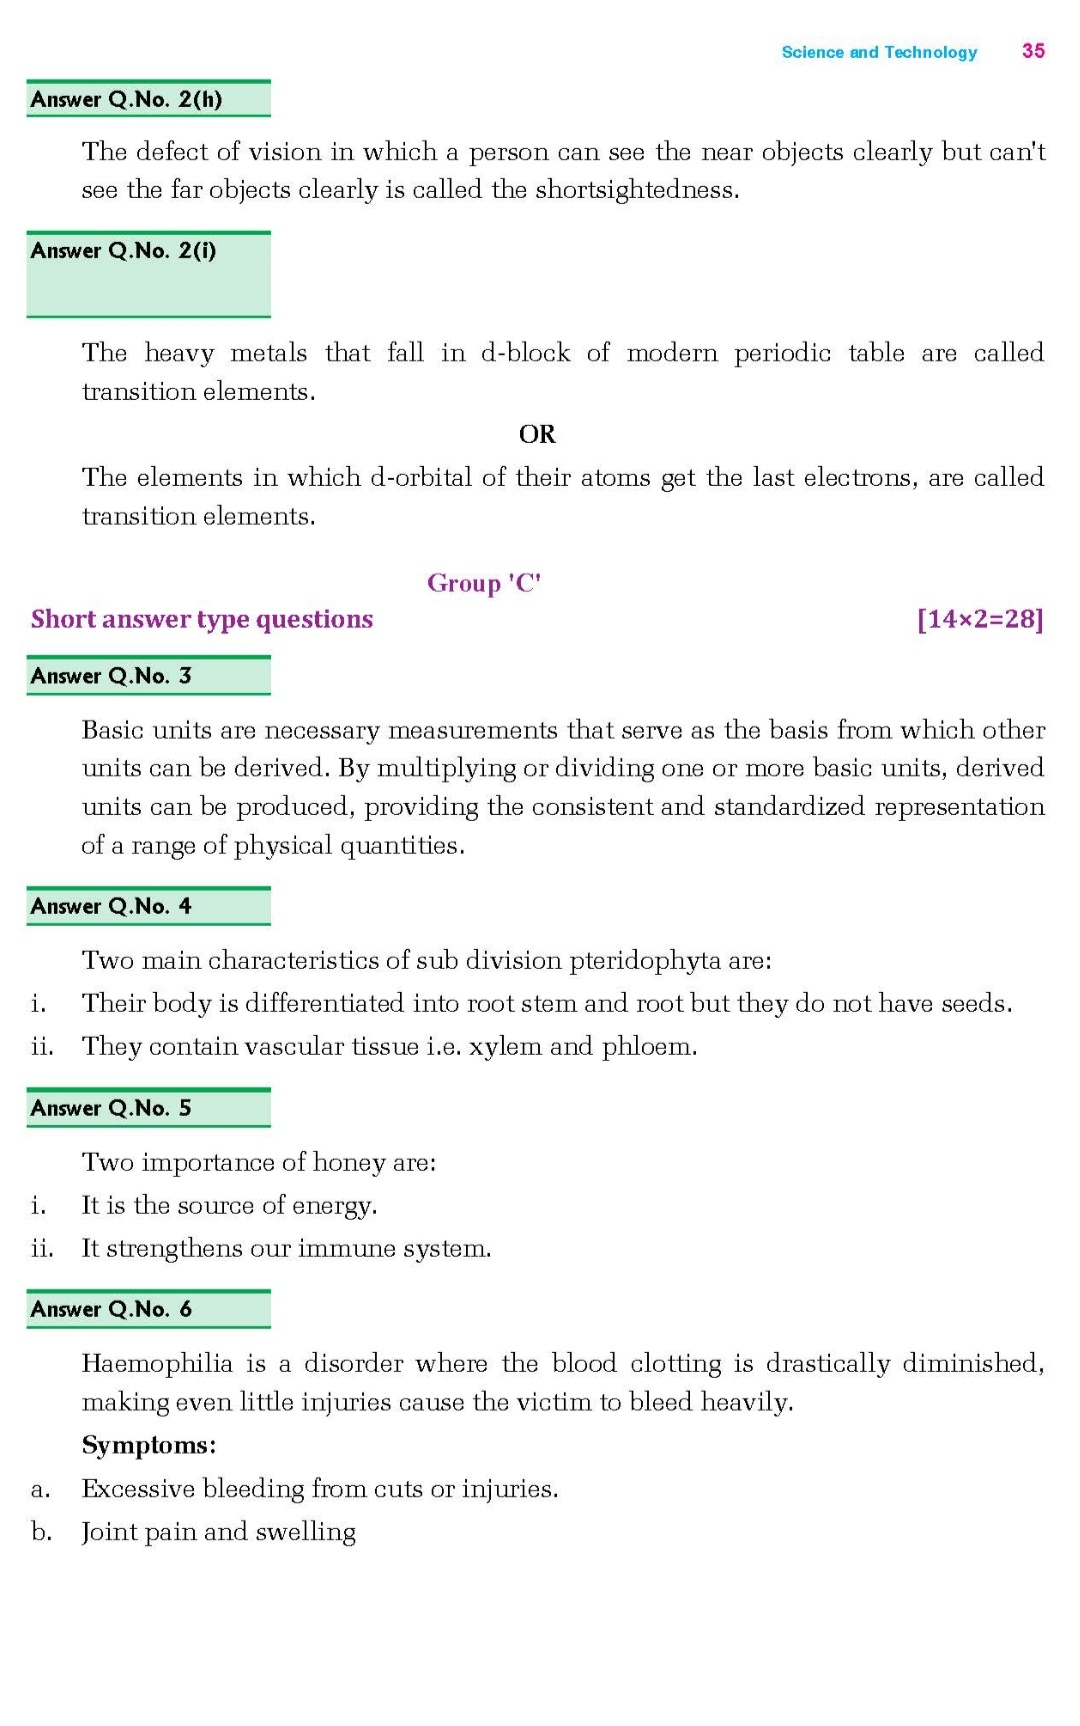 Science and Technology 35
Answer Q.No. 2(h)
The defect of vision in which a person can see the near objects clearly but can't
see the far objects clearly is called the shortsightedness.
Answer Q.No. 2(i)
The heavy metals that fall in d-block of modern periodic table are called
transition elements.
OR
The elements in which d-orbital of their atoms get the last electrons, are called
transition elements.
Group 'C'
Short answer type questions [14×2=28]
Answer Q.No. 3
Basic units are necessary measurements that serve as the basis from which other
units can be derived. By multiplying or dividing one or more basic units, derived
units can be produced, providing the consistent and standardized representation
of a range of physical quantities.
Answer Q.No. 4
Two main characteristics of sub division pteridophyta are:
i. Their body is differentiated into root stem and root but they do not have seeds.
ii. They contain vascular tissue i.e. xylem and phloem.
Answer Q.No. 5
Two importance of honey are:
i. It is the source of energy.
ii. It strengthens our immune system.
Answer Q.No. 6
Haemophilia is a disorder where the blood clotting is drastically diminished,
making even little injuries cause the victim to bleed heavily.
Symptoms:
a. Excessive bleeding from cuts or injuries.
b. Joint pain and swelling